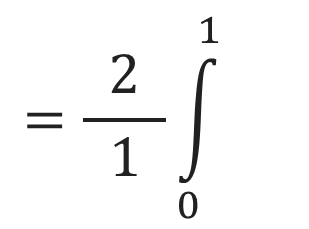 = 2/1 ∫₀¹